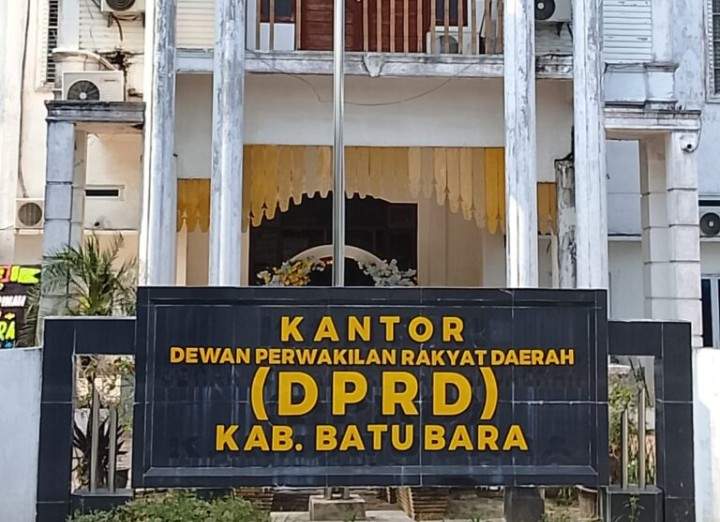 KANTOR
DEWAN PERWAKILAN RAKYAT DAERAH
(DPRD)
KAB. BATU BARA